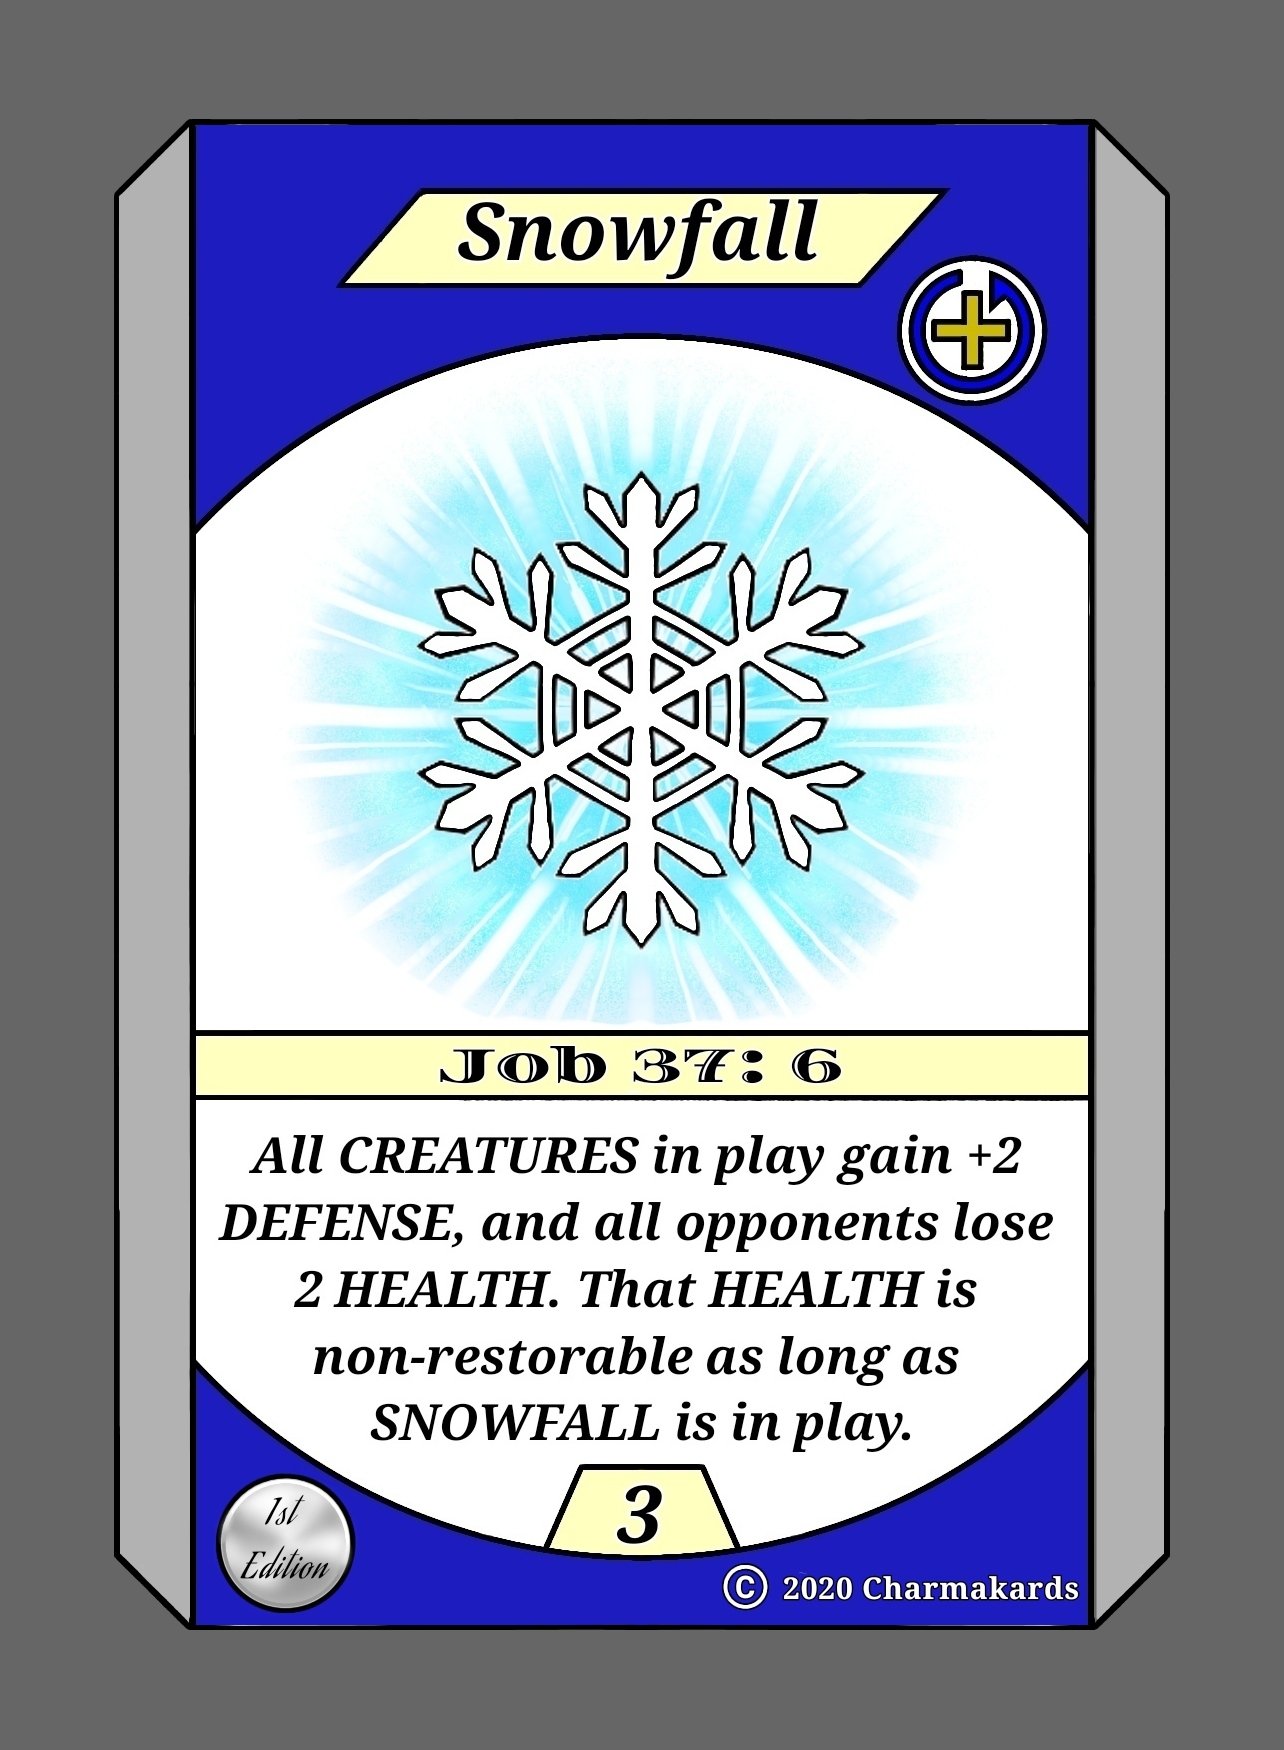 Snowfall
Job 37: 6
All CREATURES in play gain +2
DEFENSE, and all opponents lose
2 HEALTH. That HEALTH is
non-restorable as long as
SNOWFALL is in play.
3
1st
Edition
© 2020 Charmakards